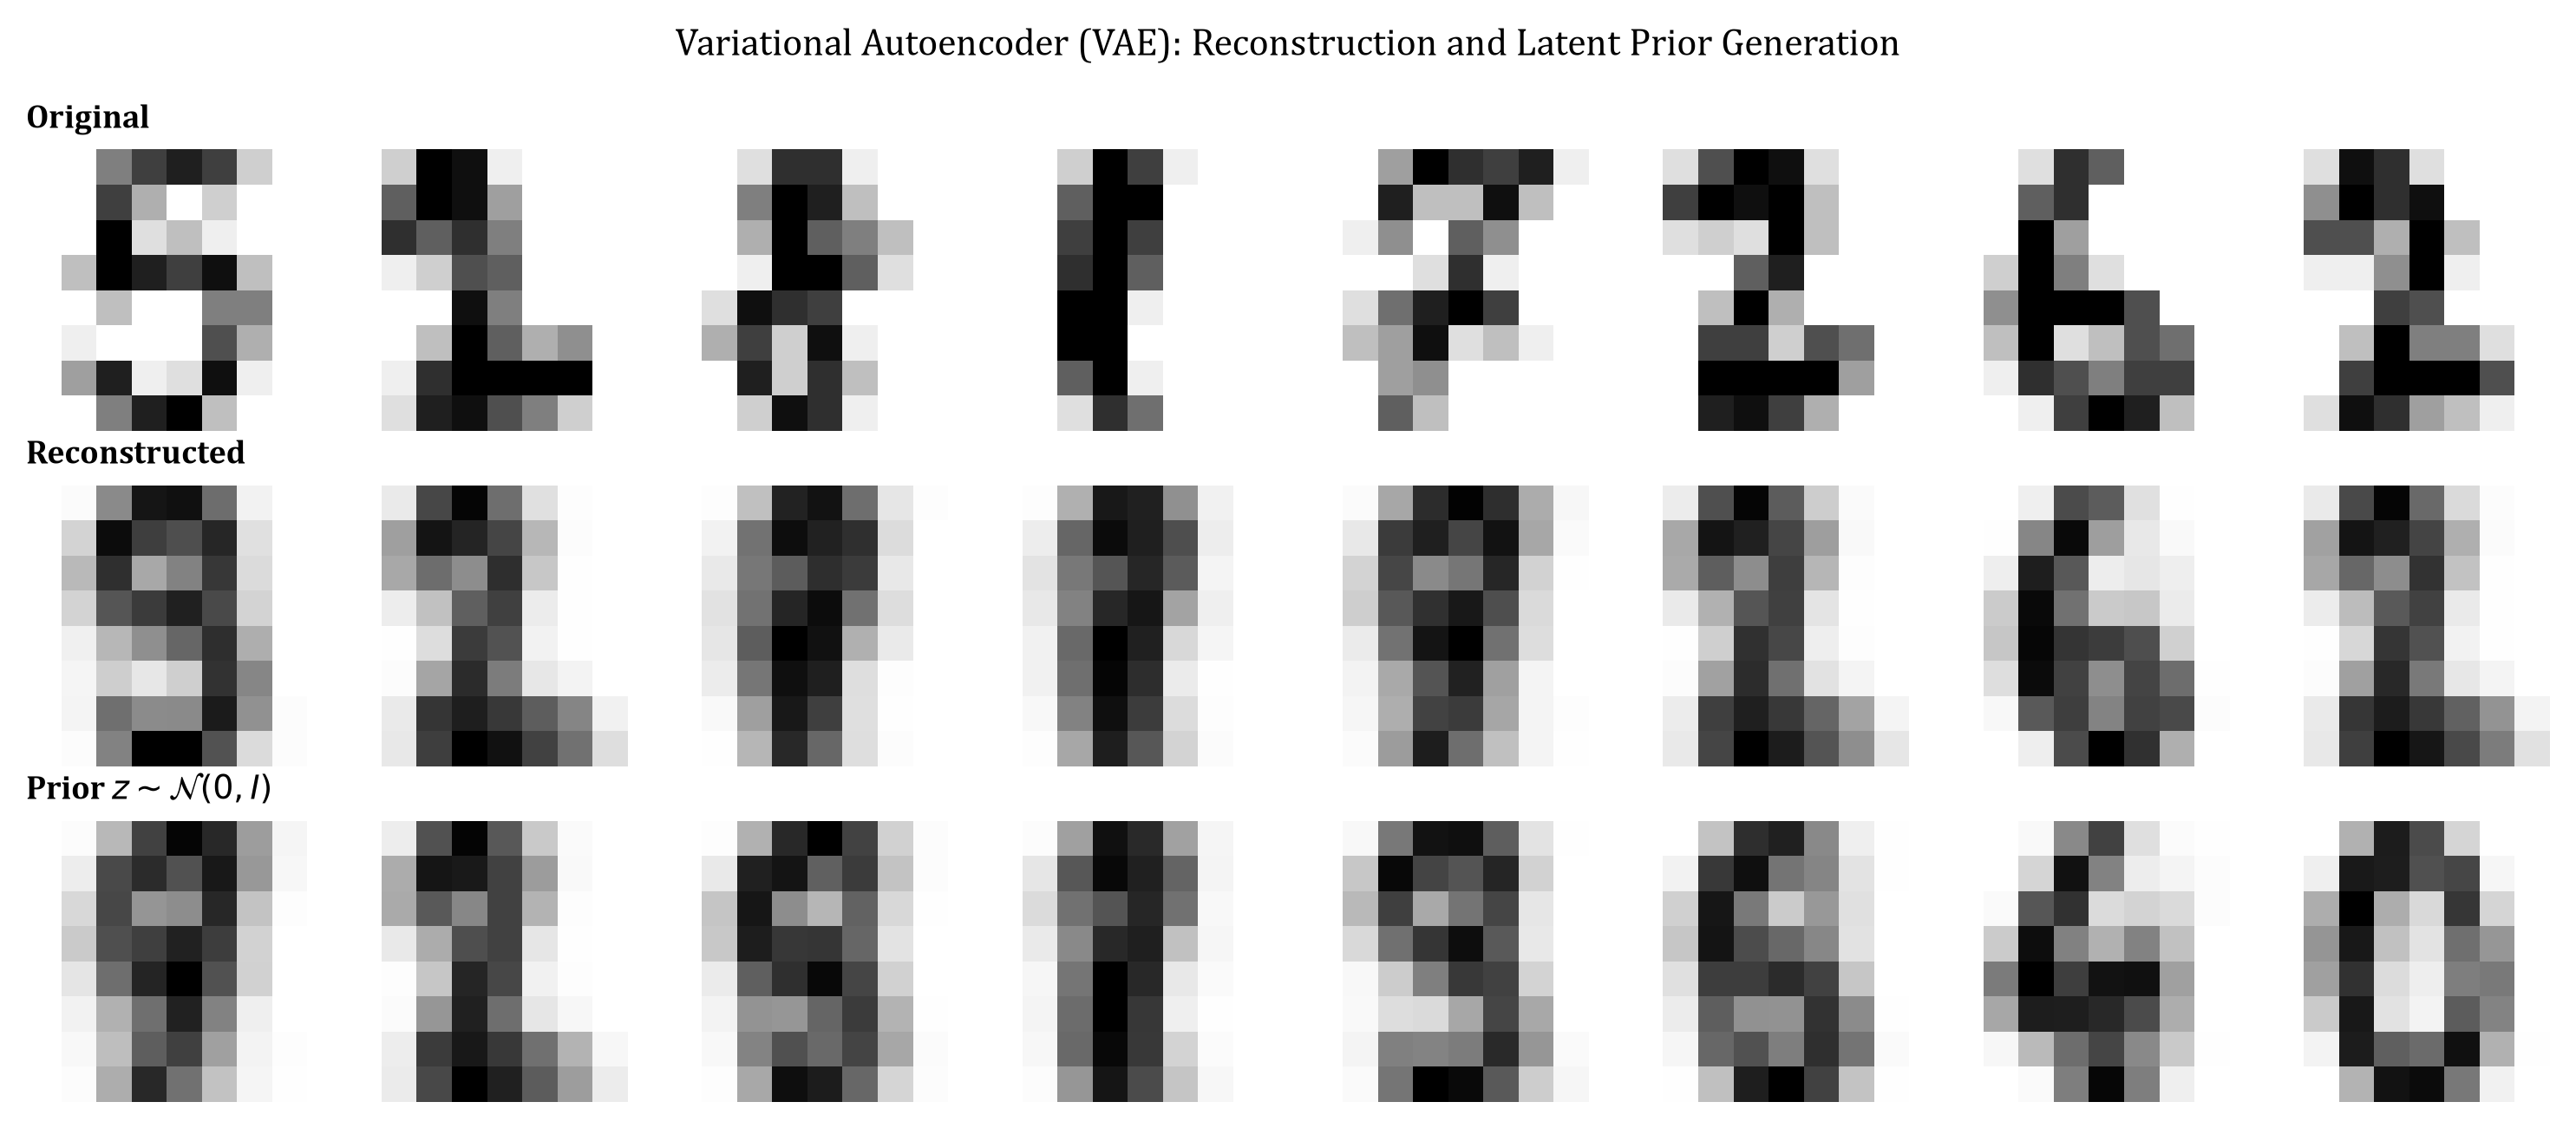 Variational Autoencoder (VAE): Reconstruction and Latent Prior Generation
Original
Reconstructed
Prior z ~ 𝒩(0, I)